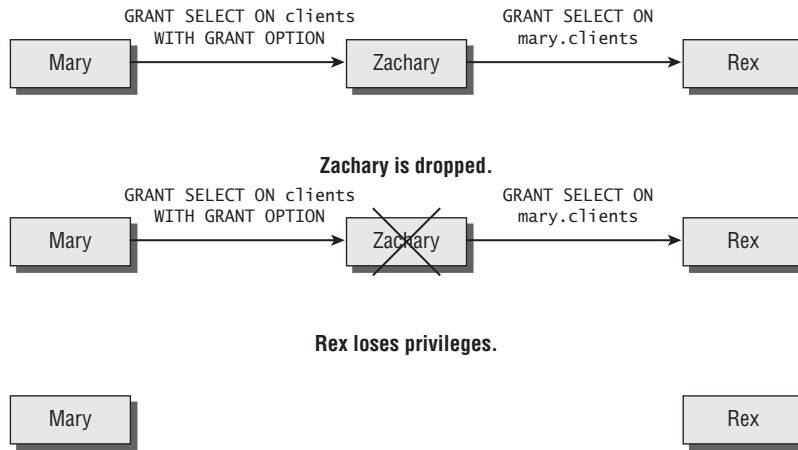 GRANT SELECT ON clients
WITH GRANT OPTION
GRANT SELECT ON
mary.clients
Mary
Zachary
Rex
Zachary is dropped.
GRANT SELECT ON clients
WITH GRANT OPTION
GRANT SELECT ON
mary.clients
Mary
Zachary
Rex
Rex loses privileges.
Mary
Rex